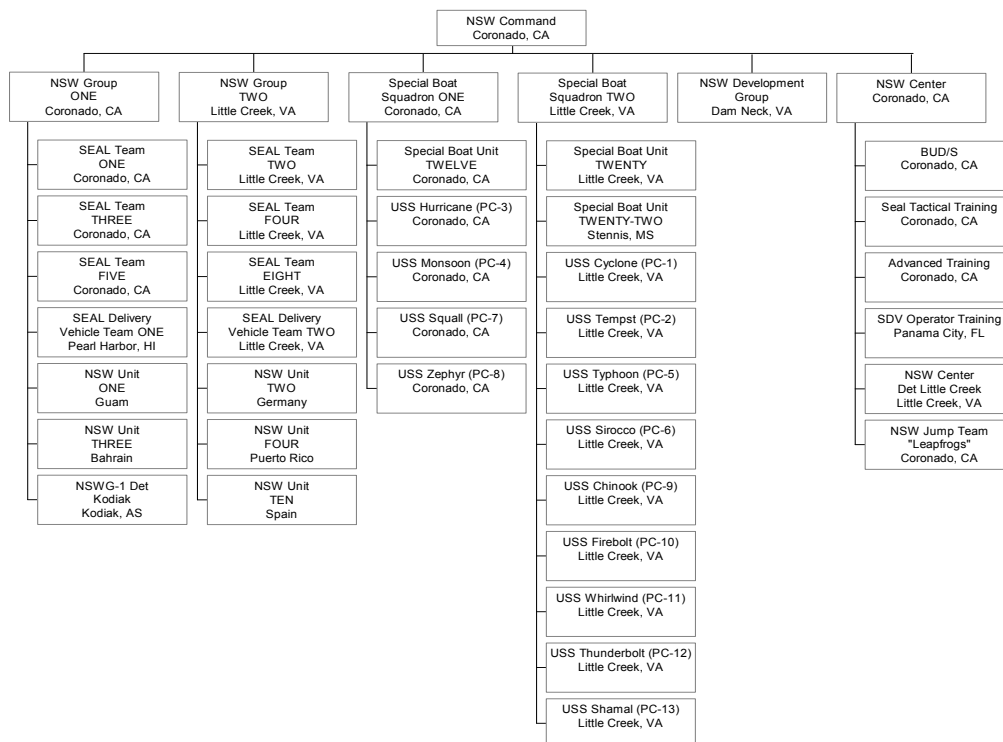 NSW Command
Coronado, CA
NSW Group
ONE
Coronado, CA
NSW Group
TWO
Little Creek, VA
Special Boat
Squadron ONE
Coronado, CA
Special Boat
Squadron TWO
Little Creek, VA
NSW Development
Group
Dam Neck, VA
NSW Center
Coronado, CA
SEAL Team
ONE
Coronado, CA
SEAL Team
THREE
Coronado, CA
SEAL Team
FIVE
Coronado, CA
SEAL Delivery
Vehicle Team ONE
Pearl Harbor, HI
NSW Unit
ONE
Guam
NSW Unit
THREE
Bahrain
NSWG-1 Det
Kodiak
Kodiak, AS
SEAL Team
TWO
Little Creek, VA
SEAL Team
FOUR
Little Creek, VA
SEAL Team
EIGHT
Little Creek, VA
SEAL Delivery
Vehicle Team TWO
Little Creek, VA
NSW Unit
TWO
Germany
NSW Unit
FOUR
Puerto Rico
NSW Unit
TEN
Spain
Special Boat Unit
TWELVE
Coronado, CA
USS Hurricane (PC-3)
Coronado, CA
USS Monsoon (PC-4)
Coronado, CA
USS Squall (PC-7)
Coronado, CA
USS Zephyr (PC-8)
Coronado, CA
Special Boat Unit
TWENTY
Little Creek, VA
Special Boat Unit
TWENTY-TWO
Stennis, MS
USS Cyclone (PC-1)
Little Creek, VA
USS Tempst (PC-2)
Little Creek, VA
USS Typhoon (PC-5)
Little Creek, VA
USS Sirocco (PC-6)
Little Creek, VA
USS Chinook (PC-9)
Little Creek, VA
USS Firebolt (PC-10)
Little Creek, VA
USS Whirlwind (PC-11)
Little Creek, VA
USS Thunderbolt (PC-12)
Little Creek, VA
USS Shamal (PC-13)
Little Creek, VA
BUD/S
Coronado, CA
Seal Tactical Training
Coronado, CA
Advanced Training
Coronado, CA
SDV Operator Training
Panama City, FL
NSW Center
Det Little Creek
Little Creek, VA
NSW Jump Team
"Leapfrogs"
Coronado, CA